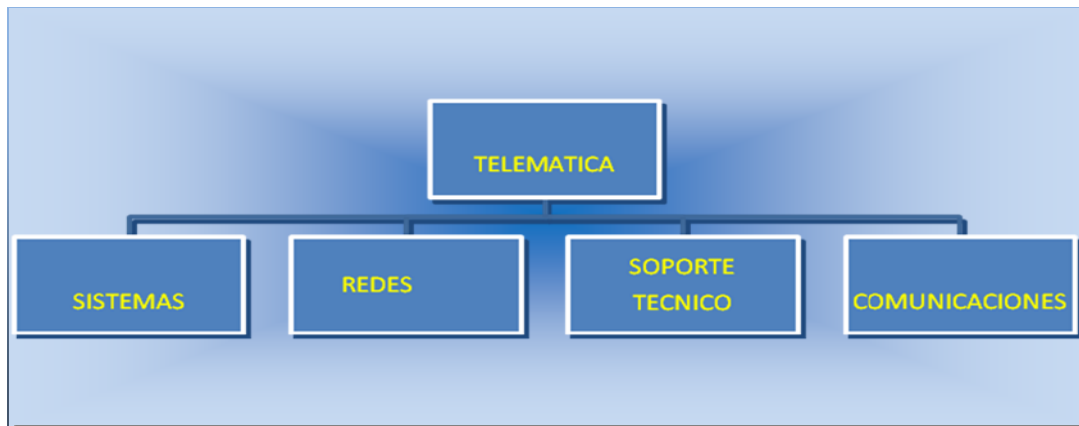 TELEMATICA
SISTEMAS
REDES
SOPORTE
TECNICO
COMUNICACIONES